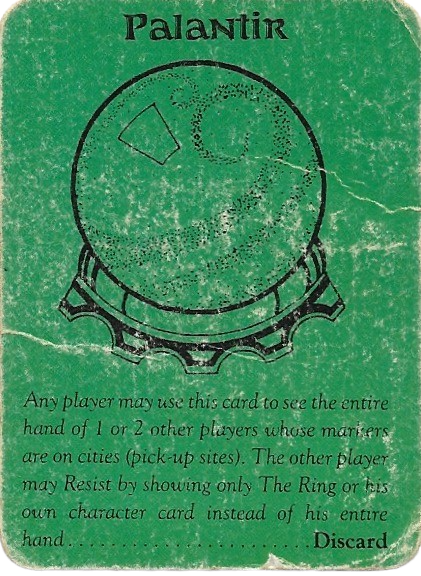 Palantir
Any player may use this card to see the entire
hand of 1 or 2 other players whose markers
are on cities (pick-up sites). The other player
may Resist by showing only The Ring or his
own character card instead of his entire
hand.......................Discard